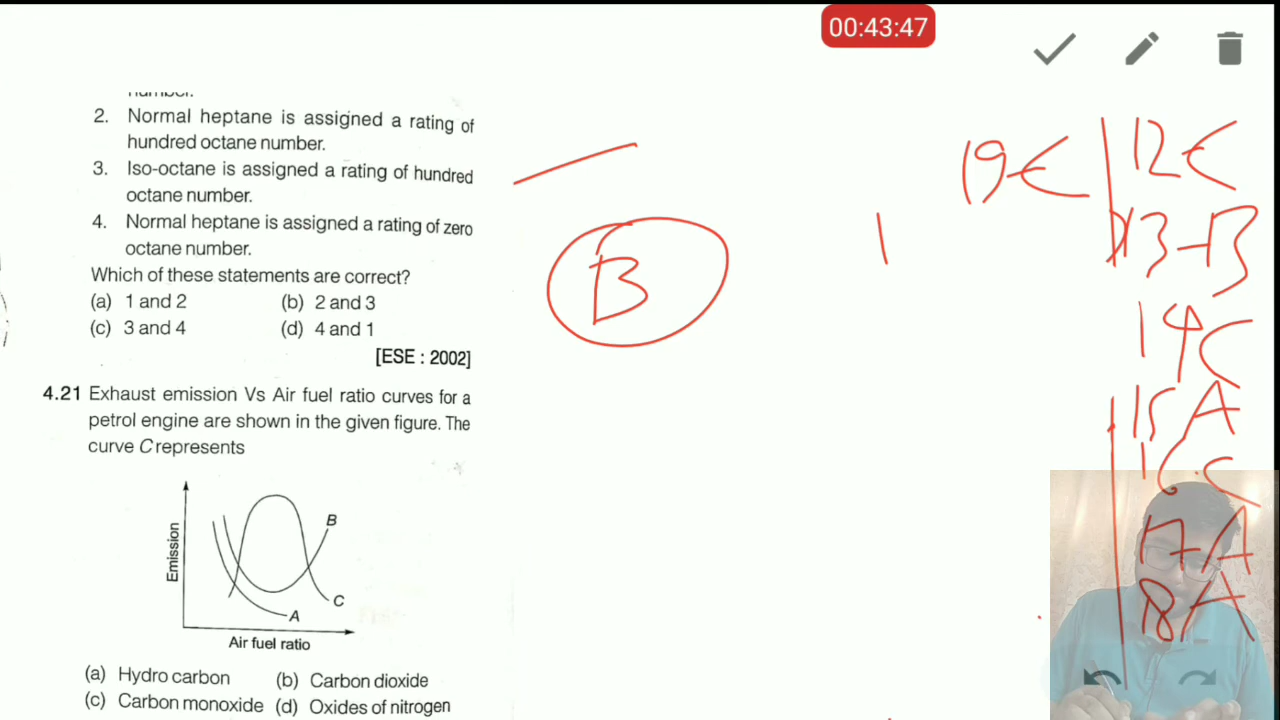 00:43:47
2. Normal heptane is assigned a rating of
hundred octane number.
3. Iso-octane is assigned a rating of hundred
octane number.
4. Normal heptane is assigned a rating of zero
octane number.
Which of these statements are correct?
(a) 1 and 2 (b) 2 and 3
(c) 3 and 4 (d) 4 and 1
[ESE : 2002]
4.21 Exhaust emission Vs Air fuel ratio curves for a
petrol engine are shown in the given figure. The
curve C represents
Emission
B
C
A
Air fuel ratio
(a) Hydro carbon (b) Carbon dioxide
(c) Carbon monoxide (d) Oxides of nitrogen
B
1
12 C
13-B
14 C
15 A
16 C
17 A
18 A